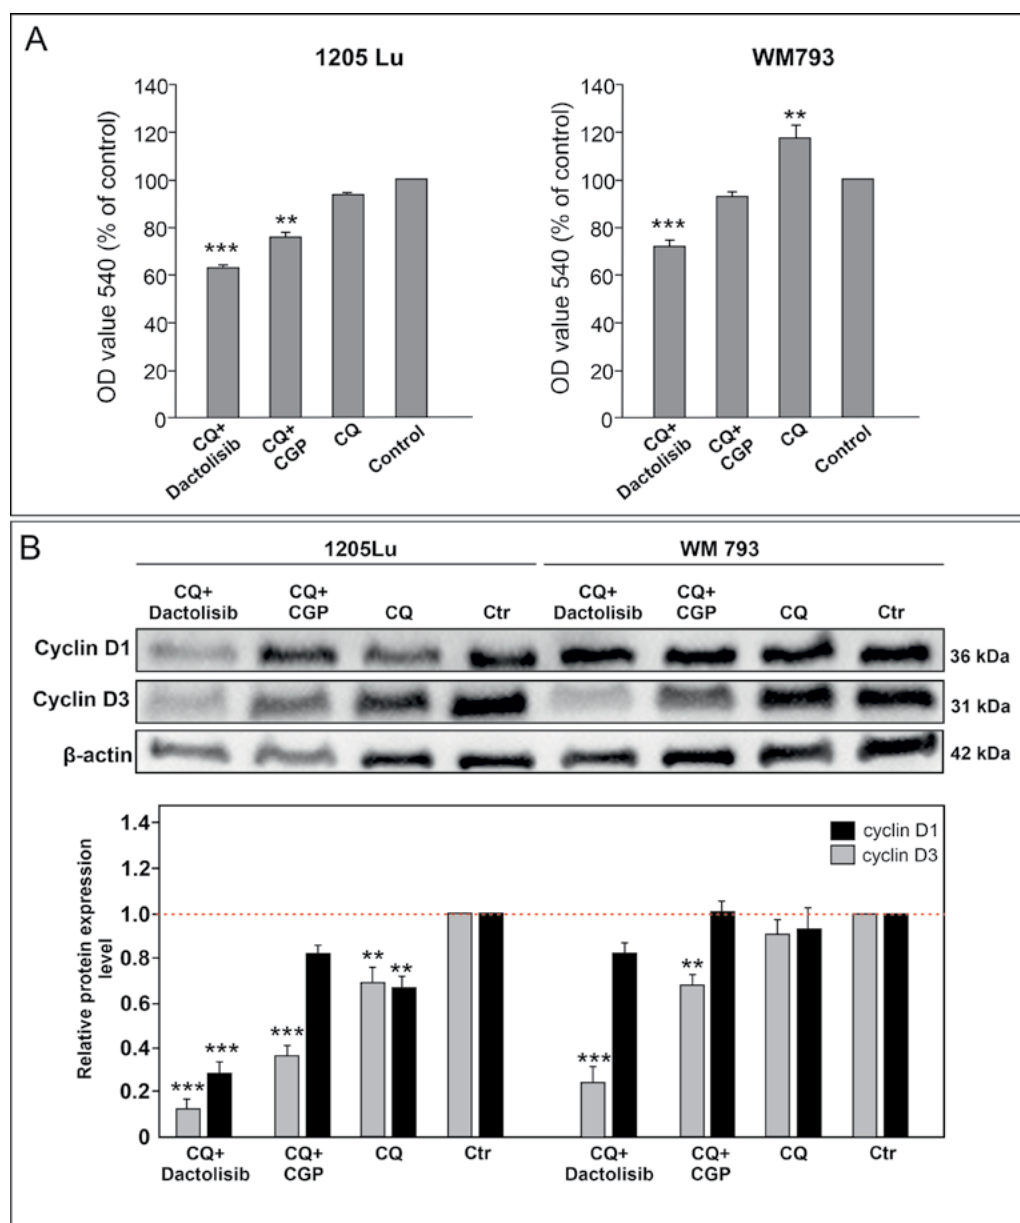 A
1205 Lu
WM793
OD value 540 (% of control)
140
120
100
80
60
40
20
0
***
**
CQ+
Dactolisib
CQ+
CGP
CQ
Control
OD value 540 (% of control)
140
120
100
80
60
40
20
0
***
**
CQ+
Dactolisib
CQ+
CGP
CQ
Control
B
1205Lu
WM 793
CQ+
Dactolisib
CQ+
CGP
CQ
Ctr
CQ+
Dactolisib
CQ+
CGP
CQ
Ctr
Cyclin D1
36 kDa
Cyclin D3
31 kDa
β-actin
42 kDa
Relative protein expression
level
1.4
1.2
1.0
0.8
0.6
0.4
0.2
0
cyclin D1
cyclin D3
***
***
***
**
**
***
**
CQ+
Dactolisib
CQ+
CGP
CQ
Ctr
CQ+
Dactolisib
CQ+
CGP
CQ
Ctr